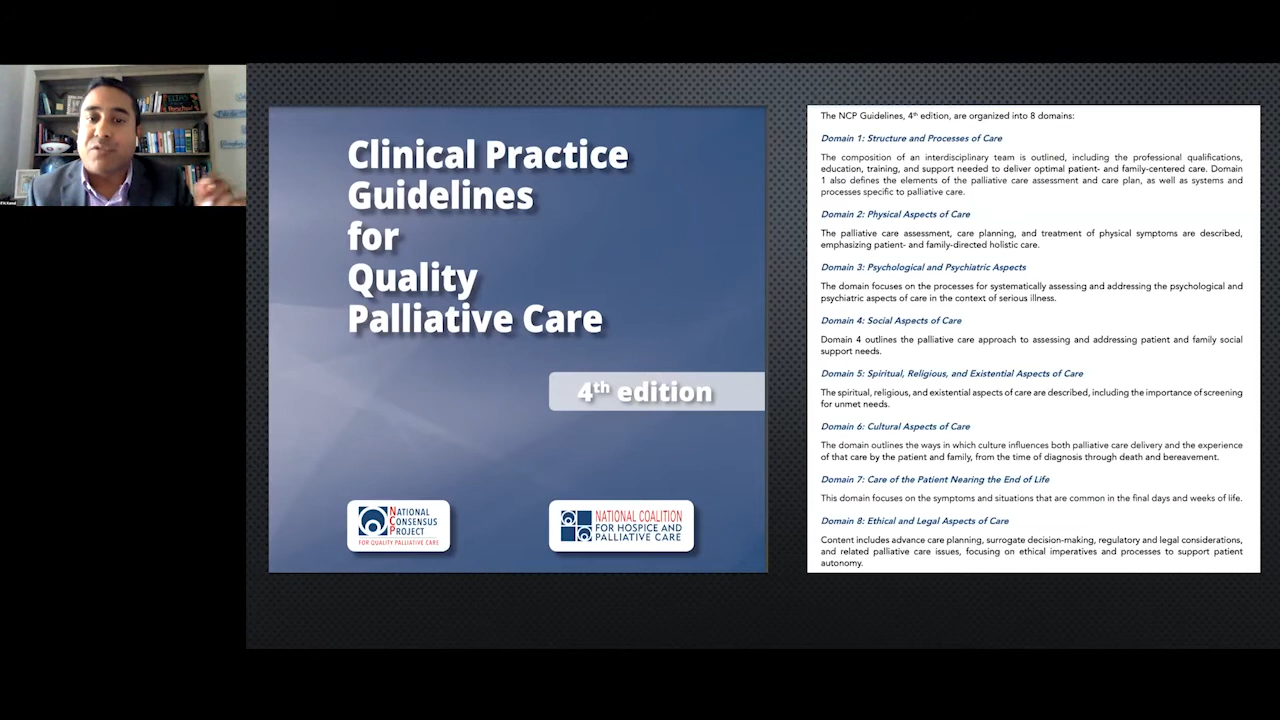 Clinical Practice
Guidelines
for
Quality
Palliative Care
4th edition
NATIONAL
CONSENSUS
PROJECT
FOR QUALITY PALLIATIVE CARE
NCP
NATIONAL COALITION
FOR HOSPICE AND
PALLIATIVE CARE
The NCP Guidelines, 4th edition, are organized into 8 domains:
Domain 1: Structure and Processes of Care
The composition of an interdisciplinary team is outlined, including the professional qualifications,
education, training, and support needed to deliver optimal patient- and family-centered care. Domain
1 also defines the elements of the palliative care assessment and care plan, as well as systems and
processes specific to palliative care.
Domain 2: Physical Aspects of Care
The palliative care assessment, care planning, and treatment of physical symptoms are described,
emphasizing patient- and family-directed holistic care.
Domain 3: Psychological and Psychiatric Aspects
The domain focuses on the processes for systematically assessing and addressing the psychological and
psychiatric aspects of care in the context of serious illness.
Domain 4: Social Aspects of Care
Domain 4 outlines the palliative care approach to assessing and addressing patient and family social
support needs.
Domain 5: Spiritual, Religious, and Existential Aspects of Care
The spiritual, religious, and existential aspects of care are described, including the importance of screening
for unmet needs.
Domain 6: Cultural Aspects of Care
The domain outlines the ways in which culture influences both palliative care delivery and the experience
of that care by the patient and family, from the time of diagnosis through death and bereavement.
Domain 7: Care of the Patient Nearing the End of Life
This domain focuses on the symptoms and situations that are common in the final days and weeks of life.
Domain 8: Ethical and Legal Aspects of Care
Content includes advance care planning, surrogate decision-making, regulatory and legal considerations,
and related palliative care issues, focusing on ethical imperatives and processes to support patient
autonomy.